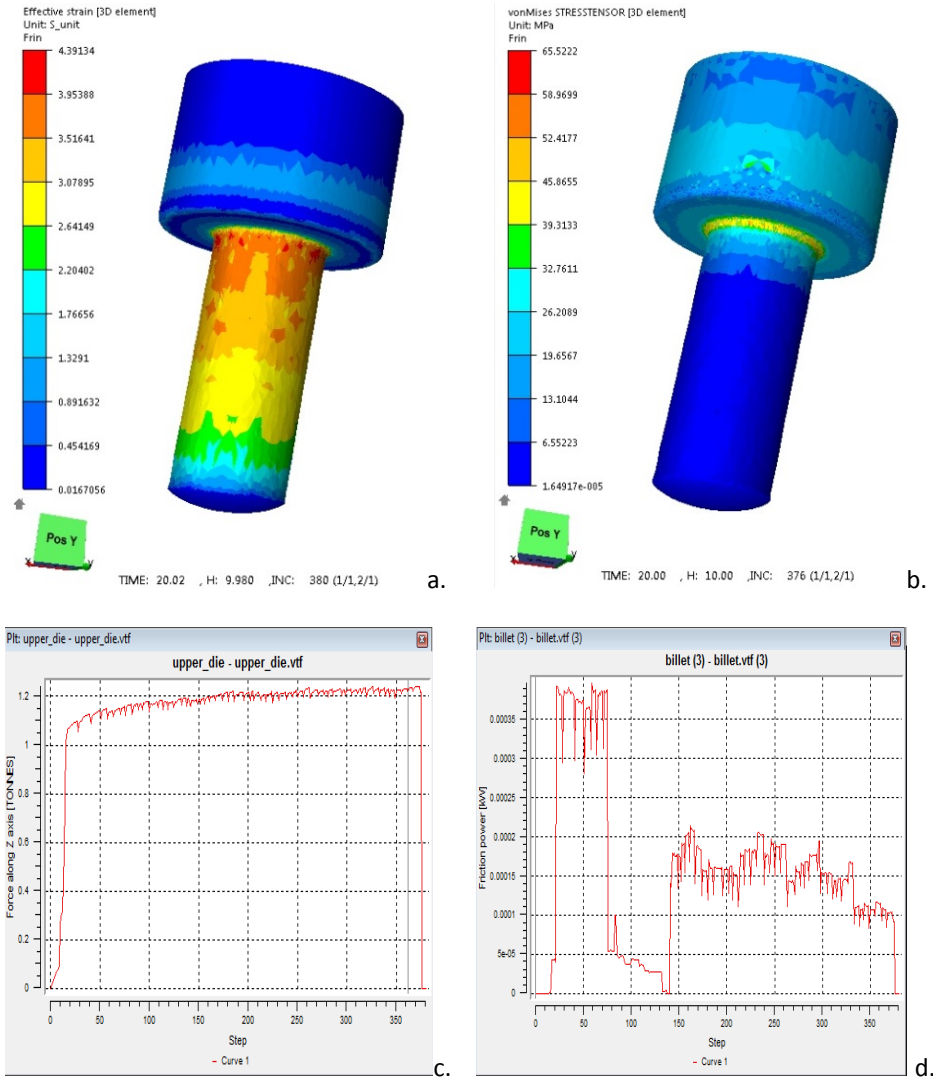 Effective strain [3D element]
Unit: S_unit
Frin
4.39134
3.95388
3.51641
3.07895
2.64149
2.20402
1.76656
1.3291
0.891632
0.454169
0.0167056
Pos Y
x
y
TIME: 20.02 , H: 9.980 ,INC: 380 (1/1,2/1)
a.
vonMises STRESSTENSOR [3D element]
Unit: MPa
Frin
65.5222
58.9699
52.4177
45.8655
39.3133
32.7611
26.2089
19.6567
13.1044
6.55223
1.64917e-005
Pos Y
x
y
TIME: 20.00 , H: 10.00 ,INC: 376 (1/1,2/1)
b.
Plt: upper_die - upper_die.vtf
upper_die - upper_die.vtf
Force along Z axis [TONNES]
1.2
1
0.8
0.6
0.4
0.2
0
0 50 100 150 200 250 300 350
Step
Curve 1
c.
Plt: billet (3) - billet.vtf (3)
billet (3) - billet.vtf (3)
Friction power [kW]
0.00035
0.0003
0.00025
0.0002
0.00015
0.0001
5e-05
0
0 50 100 150 200 250 300 350
Step
Curve 1
d.